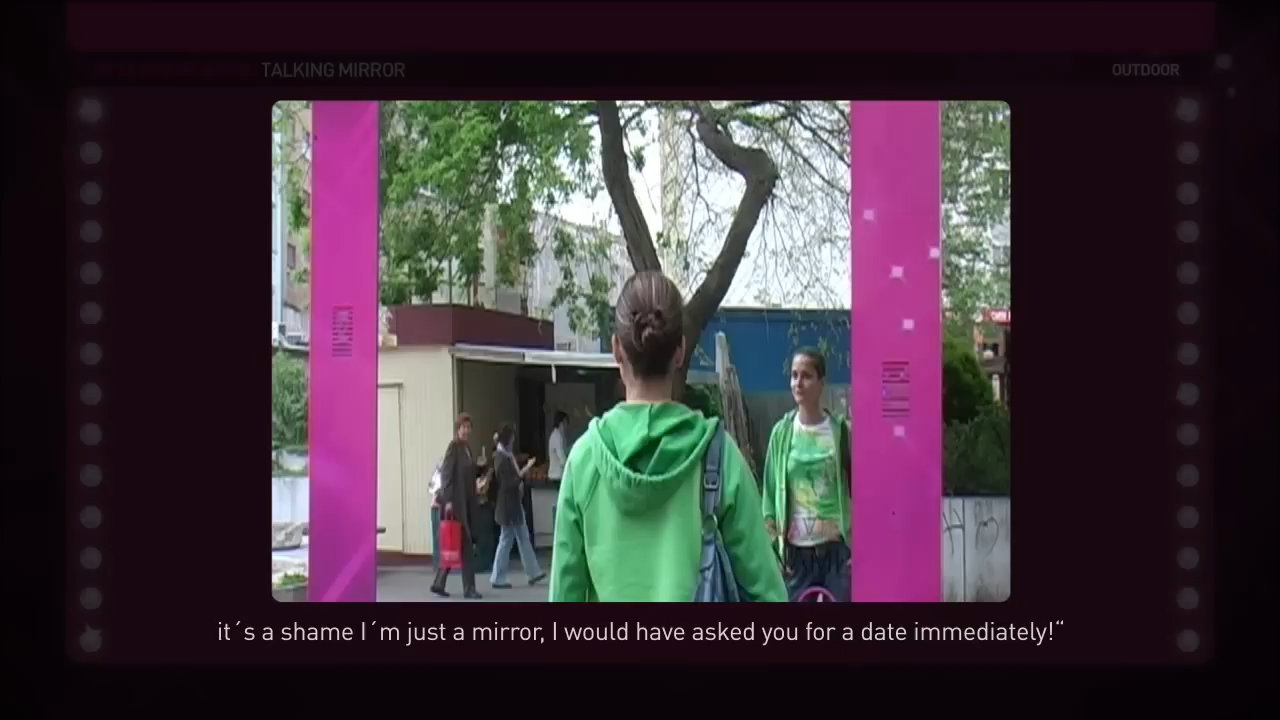 TALKING MIRROR
OUTDOOR
it´s a shame I´m just a mirror, I would have asked you for a date immediately!“